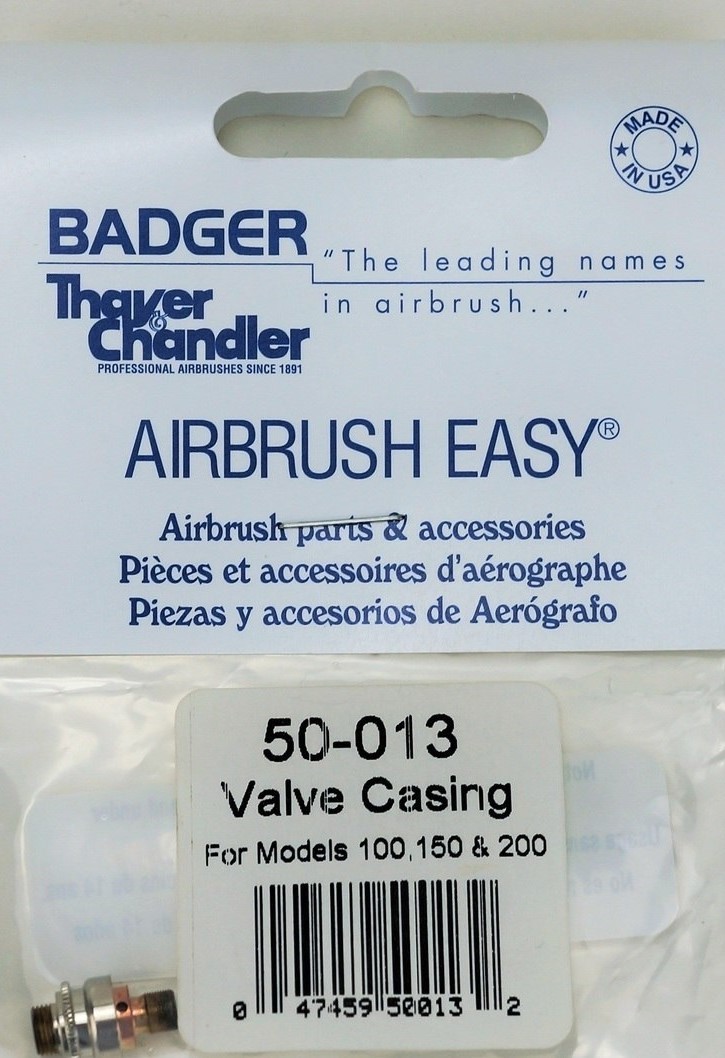 MADE
IN USA
BADGER
"The leading names
in airbrush..."
Thayer
&
Chandler
PROFESSIONAL AIRBRUSHES SINCE 1891
AIRBRUSH EASY®
Airbrush parts & accessories
Pièces et accessoires d'aérographe
Piezas y accesorios de Aerógrafo
50-013
Valve Casing
For Models 100,150 & 200
0 47459 50013 2